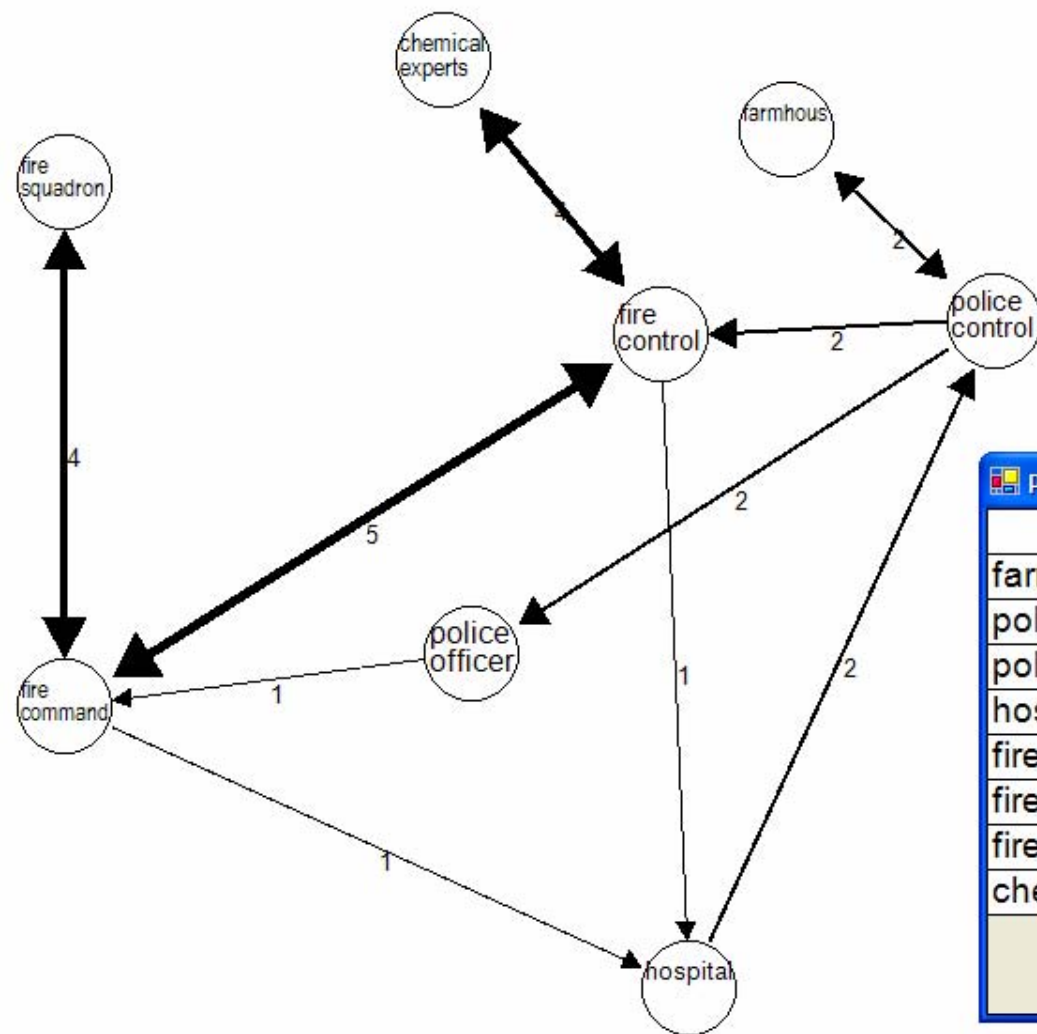 chemical
experts
farmhous
fire
squadron
4
2
fire
control
police
control
2
4
5
2
police
officer
1
1
2
fire
command
1
hospital
farm
pol
pol
hos
fire
fire
fire
che